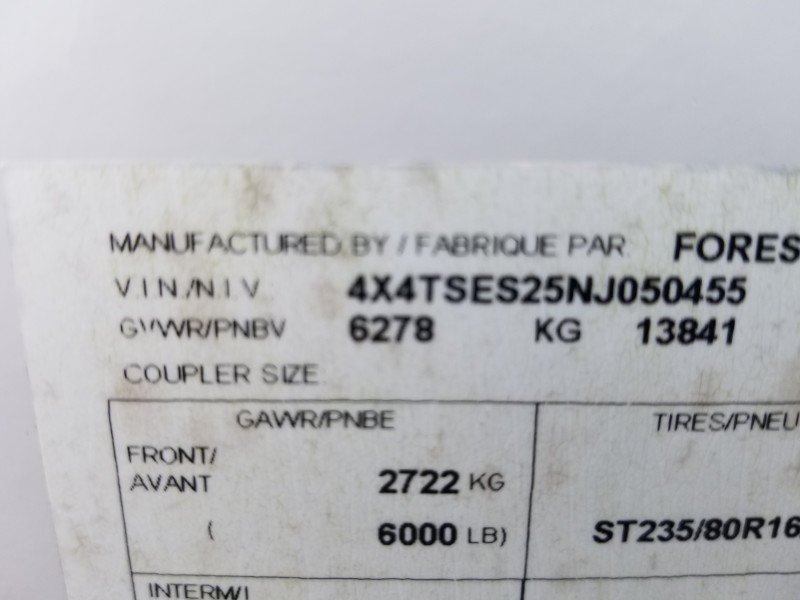 MANUFACTURED BY / FABRIQUE PAR FORES
V.I.N./N.I.V 4X4TSES25NJ050455
GVWR/PNBV 6278 KG 13841
COUPLER SIZE
GAWR/PNBE TIRES/PNEU
FRONT/
AVANT 2722 KG
( 6000 LB) ST235/80R16
INTERM/I